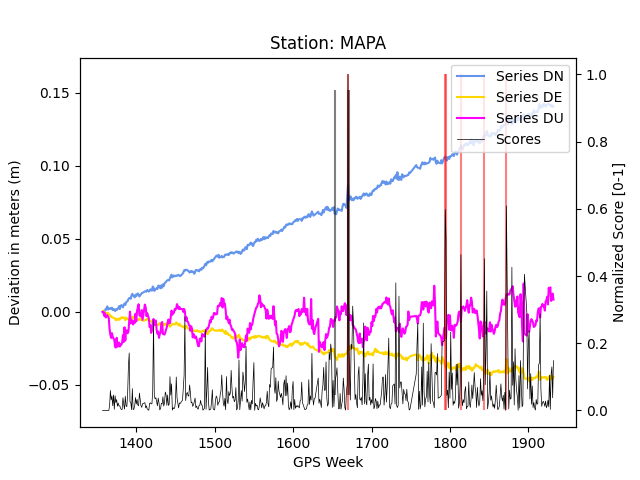 Station: MAPA
Series DN
Series DE
Series DU
Scores
0.15
0.10
0.05
0.00
−0.05
1.0
0.8
0.6
0.4
0.2
0.0
1400 1500 1600 1700 1800 1900
GPS Week
Deviation in meters (m)
Normalized Score [0-1]